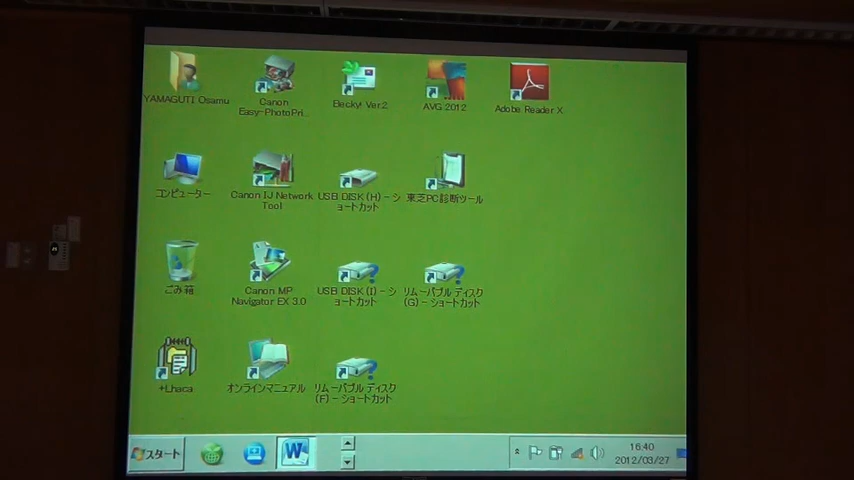 YAMAGUTI Osamu
Canon
Easy-PhotoPri...
Becky! Ver.2
AVG 2012
Adobe Reader X
コンピューター
Canon IJ Network
Tool
USB DISK (H) - シ
ョートカット
東芝PC診断ツール
ごみ箱
Canon MP
Navigator EX 3.0
USB DISK (I) - シ
ョートカット
リムーバブル ディスク
(G) - ショートカット
+Lhaca
オンラインマニュアル
リムーバブル ディスク
(F) - ショートカット
スタート
W
16:40
2012/03/27